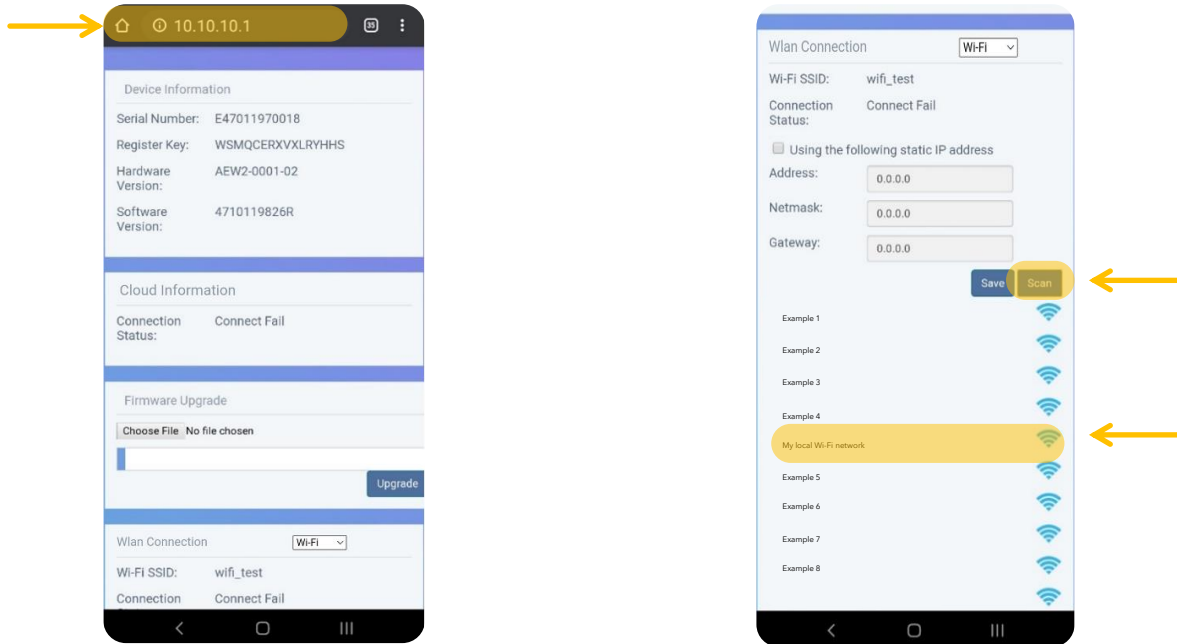 10.10.10.1
35
Device Information
Serial Number: E47011970018
Register Key: WSMQCERXVXLRYHHS
Hardware Version: AEW2-0001-02
Software Version: 4710119826R
Cloud Information
Connection Status: Connect Fail
Firmware Upgrade
Choose File No file chosen
Upgrade
Wlan Connection Wi-Fi
Wi-Fi SSID: wifi_test
Connection Connect Fail
Wlan Connection Wi-Fi
Wi-Fi SSID: wifi_test
Connection Status: Connect Fail
Using the following static IP address
Address: 0.0.0.0
Netmask: 0.0.0.0
Gateway: 0.0.0.0
Save Scan
Example 1
Example 2
Example 3
Example 4
My local Wi-Fi network
Example 5
Example 6
Example 7
Example 8